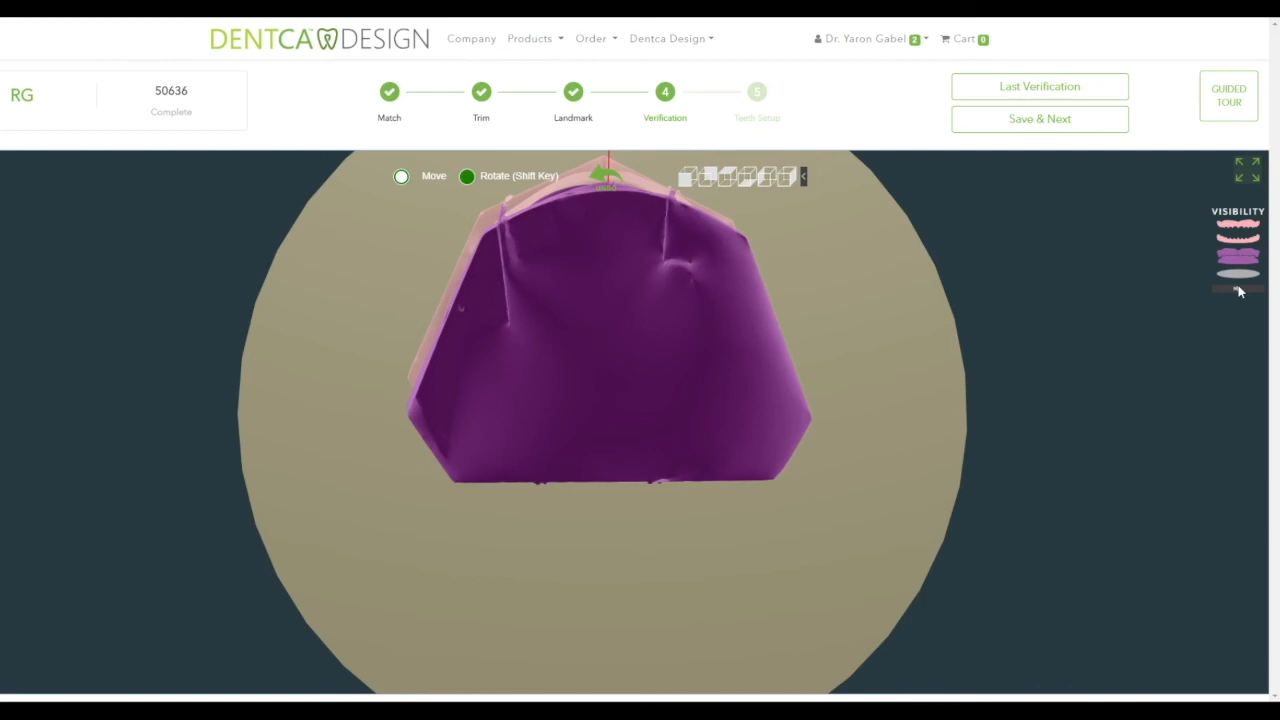 DENTCA DESIGN
Company Products Order Dentca Design
Dr. Yaron Gabel 2 Cart 0
RG
50636
Complete
4 5
Match Trim Landmark Verification Teeth Setup
Last Verification
Save & Next
GUIDED
TOUR
Move Rotate (Shift Key)
VISIBILITY